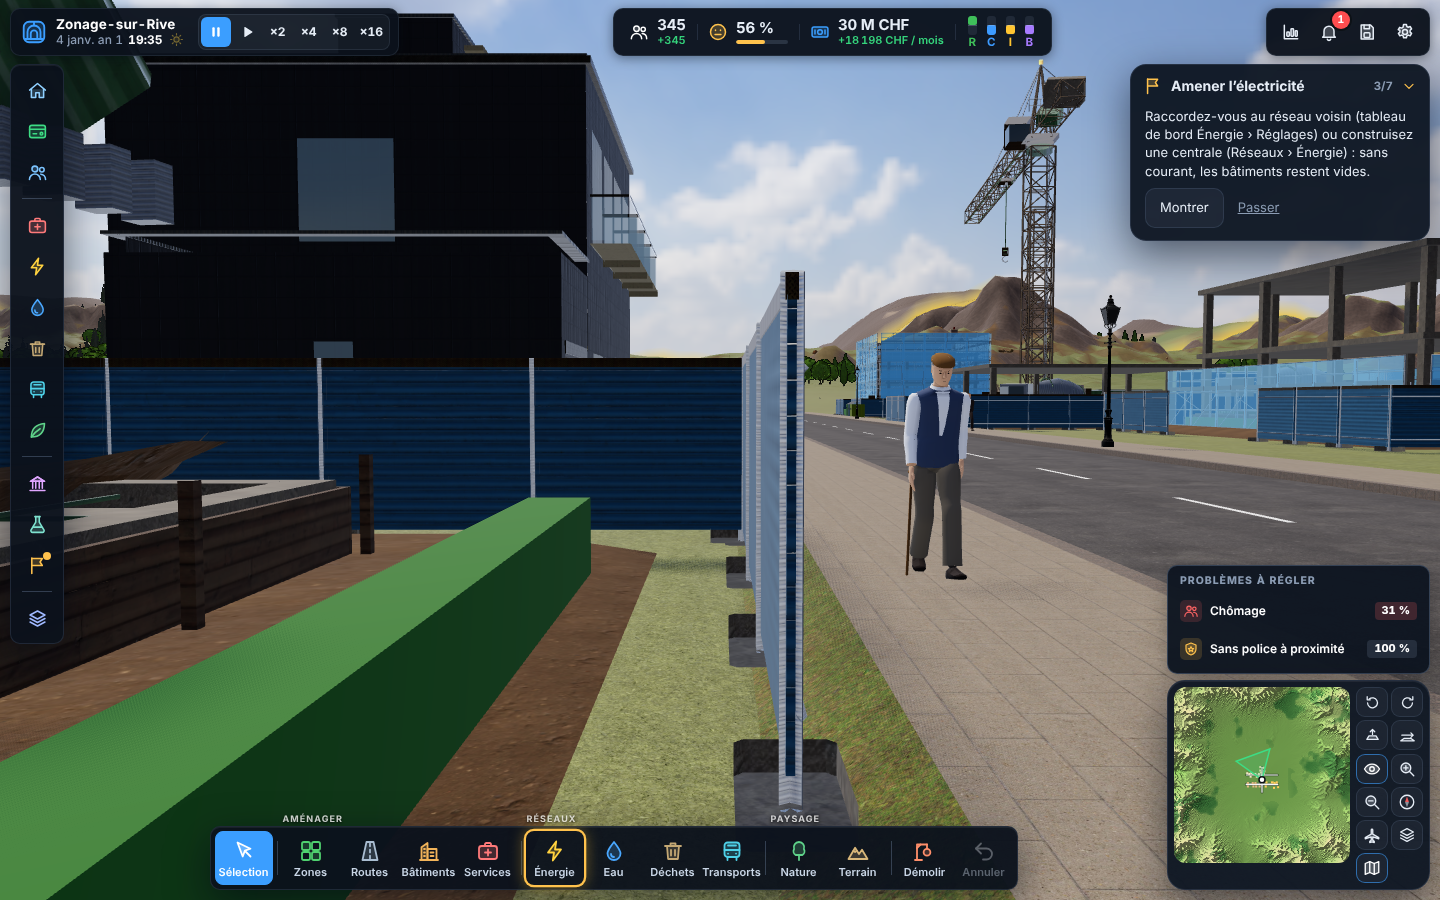 Zonage-sur-Rive
4 janv. an 1 19:35
×2 ×4 ×8 ×16
345
+345
56 %
30 M CHF
+18 198 CHF / mois
R C I B
1
Amener l’électricité 3/7
Raccordez-vous au réseau voisin (tableau
de bord Énergie › Réglages) ou construisez
une centrale (Réseaux › Énergie) : sans
courant, les bâtiments restent vides.
Montrer Passer
PROBLÈMES À RÉGLER
Chômage 31 %
Sans police à proximité 100 %
AMÉNAGER RÉSEAUX PAYSAGE
Sélection Zones Routes Bâtiments Services Énergie Eau Déchets Transports Nature Terrain Démolir Annuler